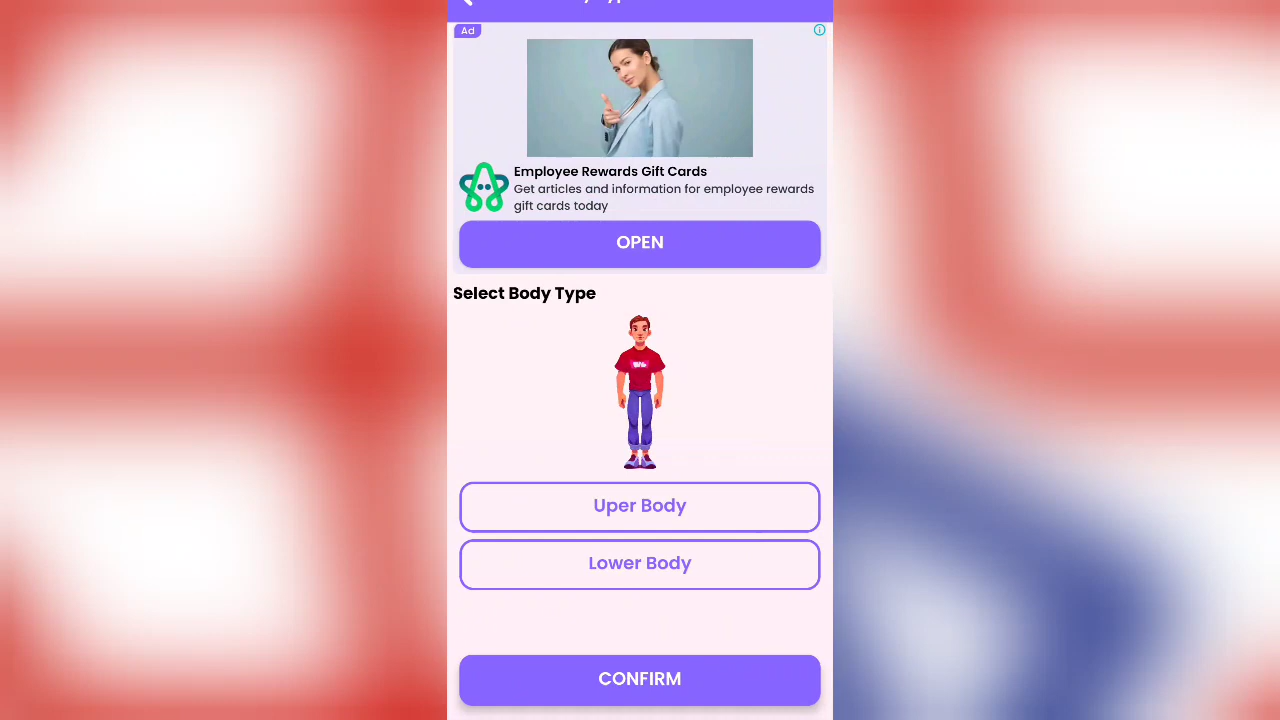 Ad
Employee Rewards Gift Cards
Get articles and information for employee rewards
gift cards today
OPEN
Select Body Type
Uper Body
Lower Body
CONFIRM